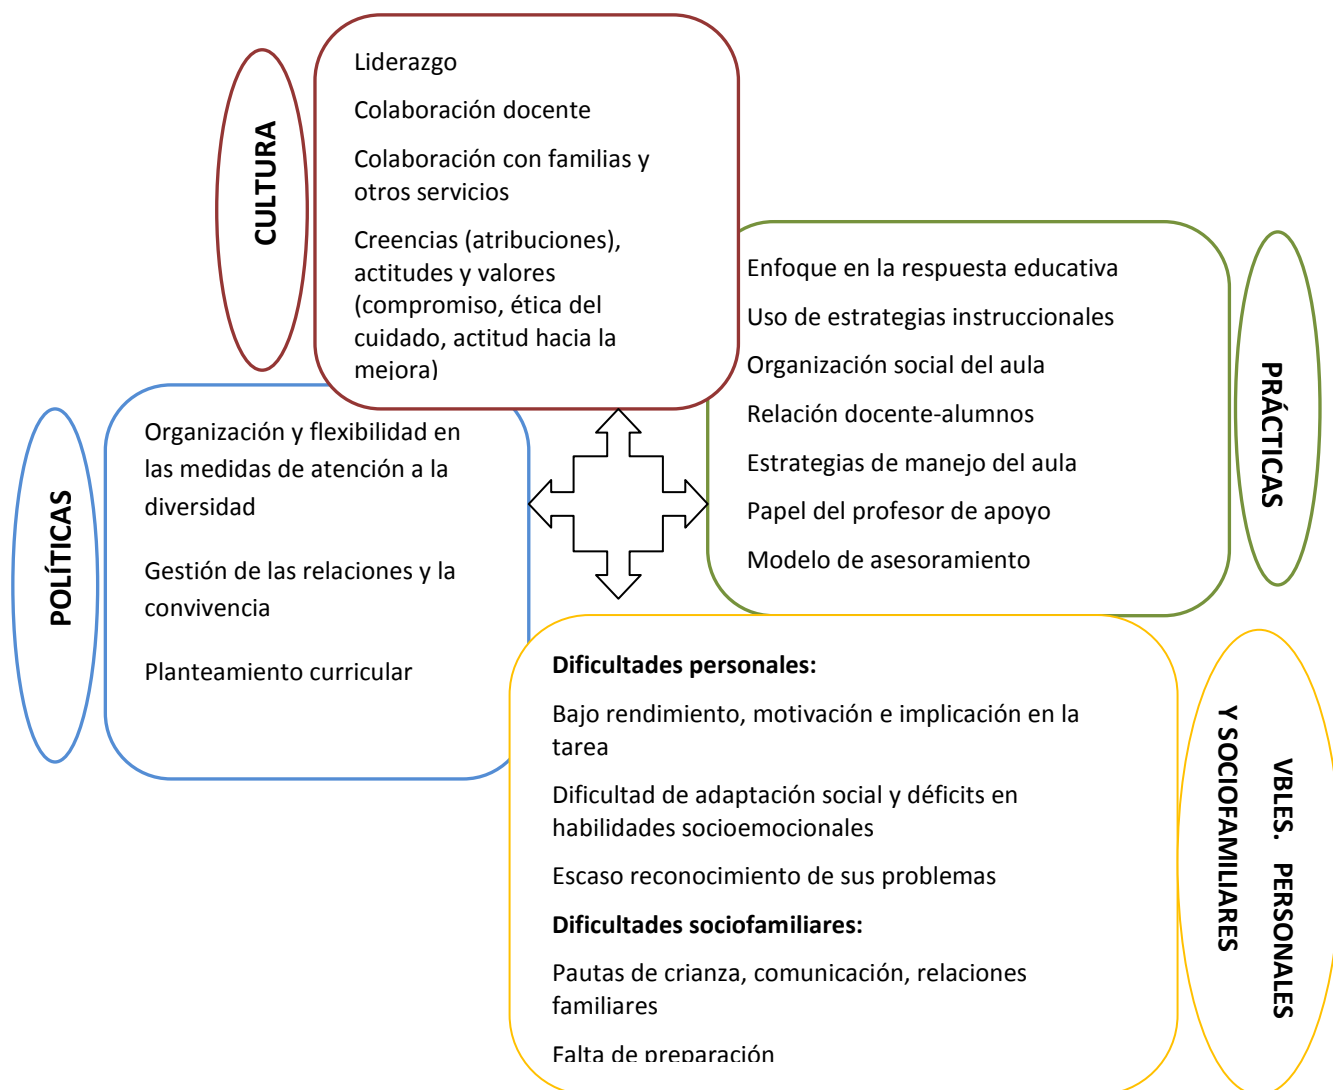 CULTURA
Liderazgo
Colaboración docente
Colaboración con familias y
otros servicios
Creencias (atribuciones),
actitudes y valores
(compromiso, ética del
cuidado, actitud hacia la
mejora)
PRÁCTICAS
Enfoque en la respuesta educativa
Uso de estrategias instruccionales
Organización social del aula
Relación docente-alumnos
Estrategias de manejo del aula
Papel del profesor de apoyo
Modelo de asesoramiento
POLÍTICAS
Organización y flexibilidad en
las medidas de atención a la
diversidad
Gestión de las relaciones y la
convivencia
Planteamiento curricular
VBLES. PERSONALES
Y SOCIOFAMILIARES
Dificultades personales:
Bajo rendimiento, motivación e implicación en la
tarea
Dificultad de adaptación social y déficits en
habilidades socioemocionales
Escaso reconocimiento de sus problemas
Dificultades sociofamiliares:
Pautas de crianza, comunicación, relaciones
familiares
Falta de preparación